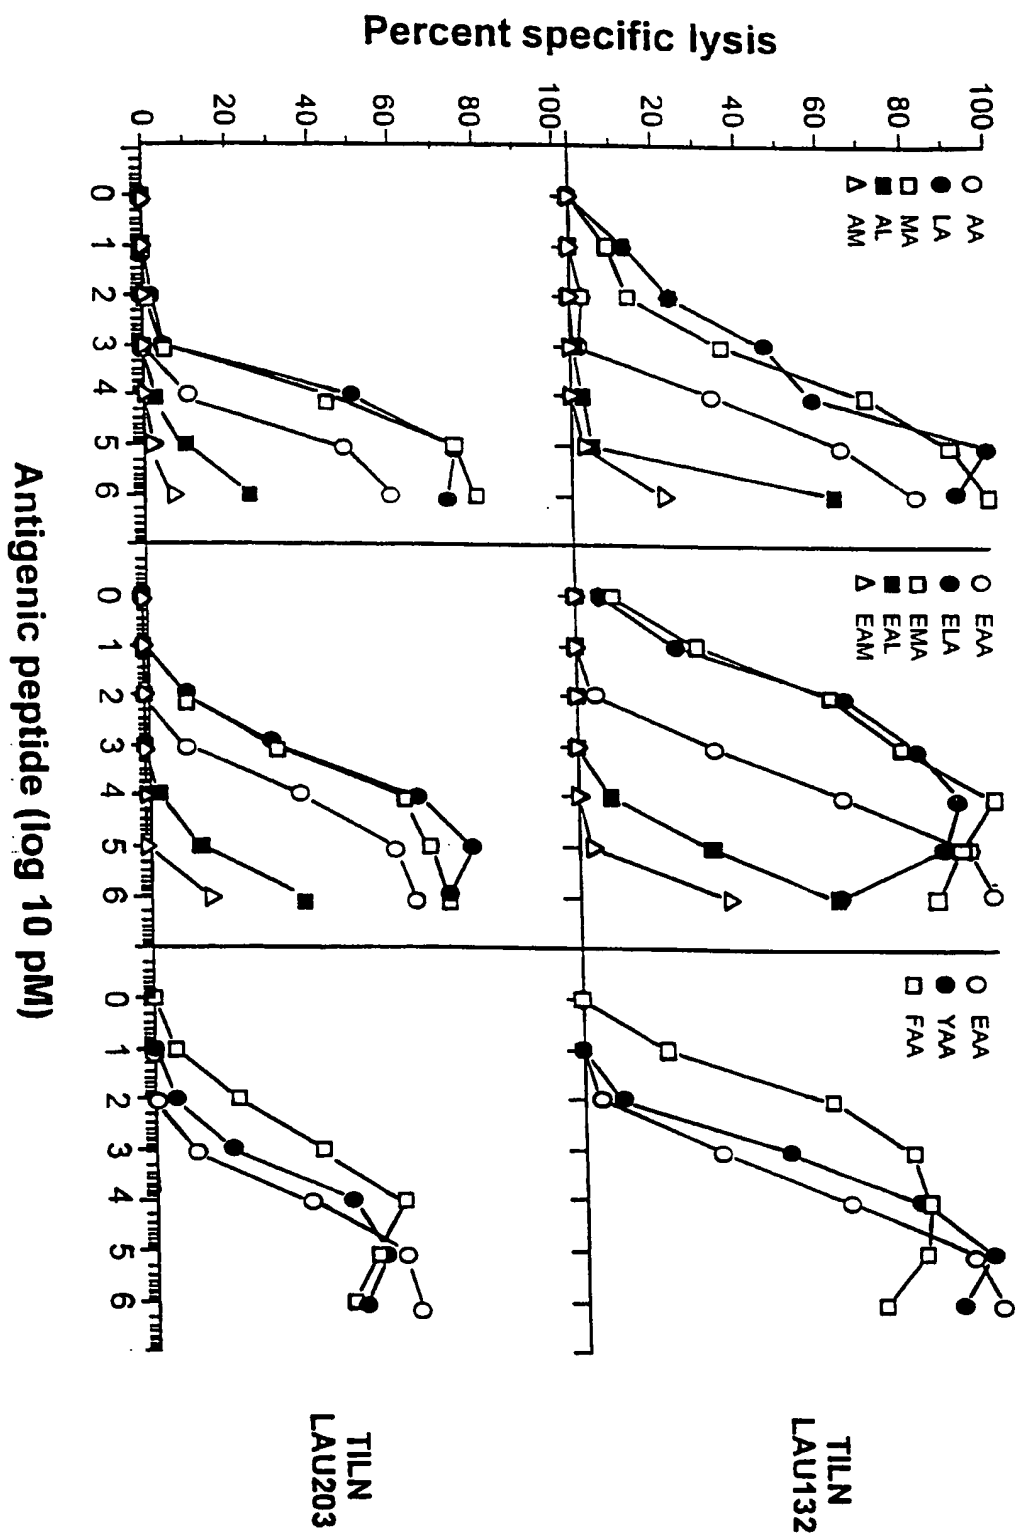 Percent specific lysis
100
80
60
40
20
100
80
60
40
20
0
AA
LA
MA
AL
AM
EAA
ELA
EMA
EAL
EAM
EAA
YAA
FAA
TILN
LAU132
TILN
LAU203
0 1 2 3 4 5 6
0 1 2 3 4 5 6
0 1 2 3 4 5 6
Antigenic peptide (log 10 pM)